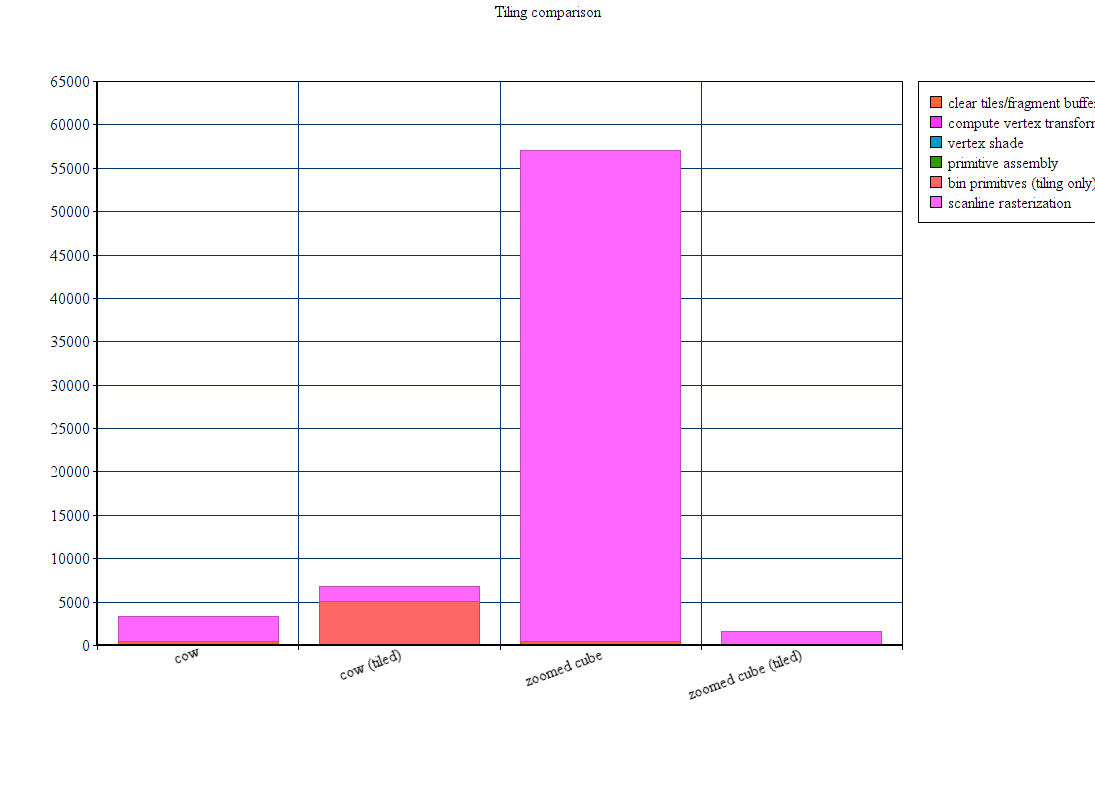 Tiling comparison
65000
60000
55000
50000
45000
40000
35000
30000
25000
20000
15000
10000
5000
0
cow
cow (tiled)
zoomed cube
zoomed cube (tiled)
clear tiles/fragment buffe
compute vertex transfor
vertex shade
primitive assembly
bin primitives (tiling only)
scanline rasterization